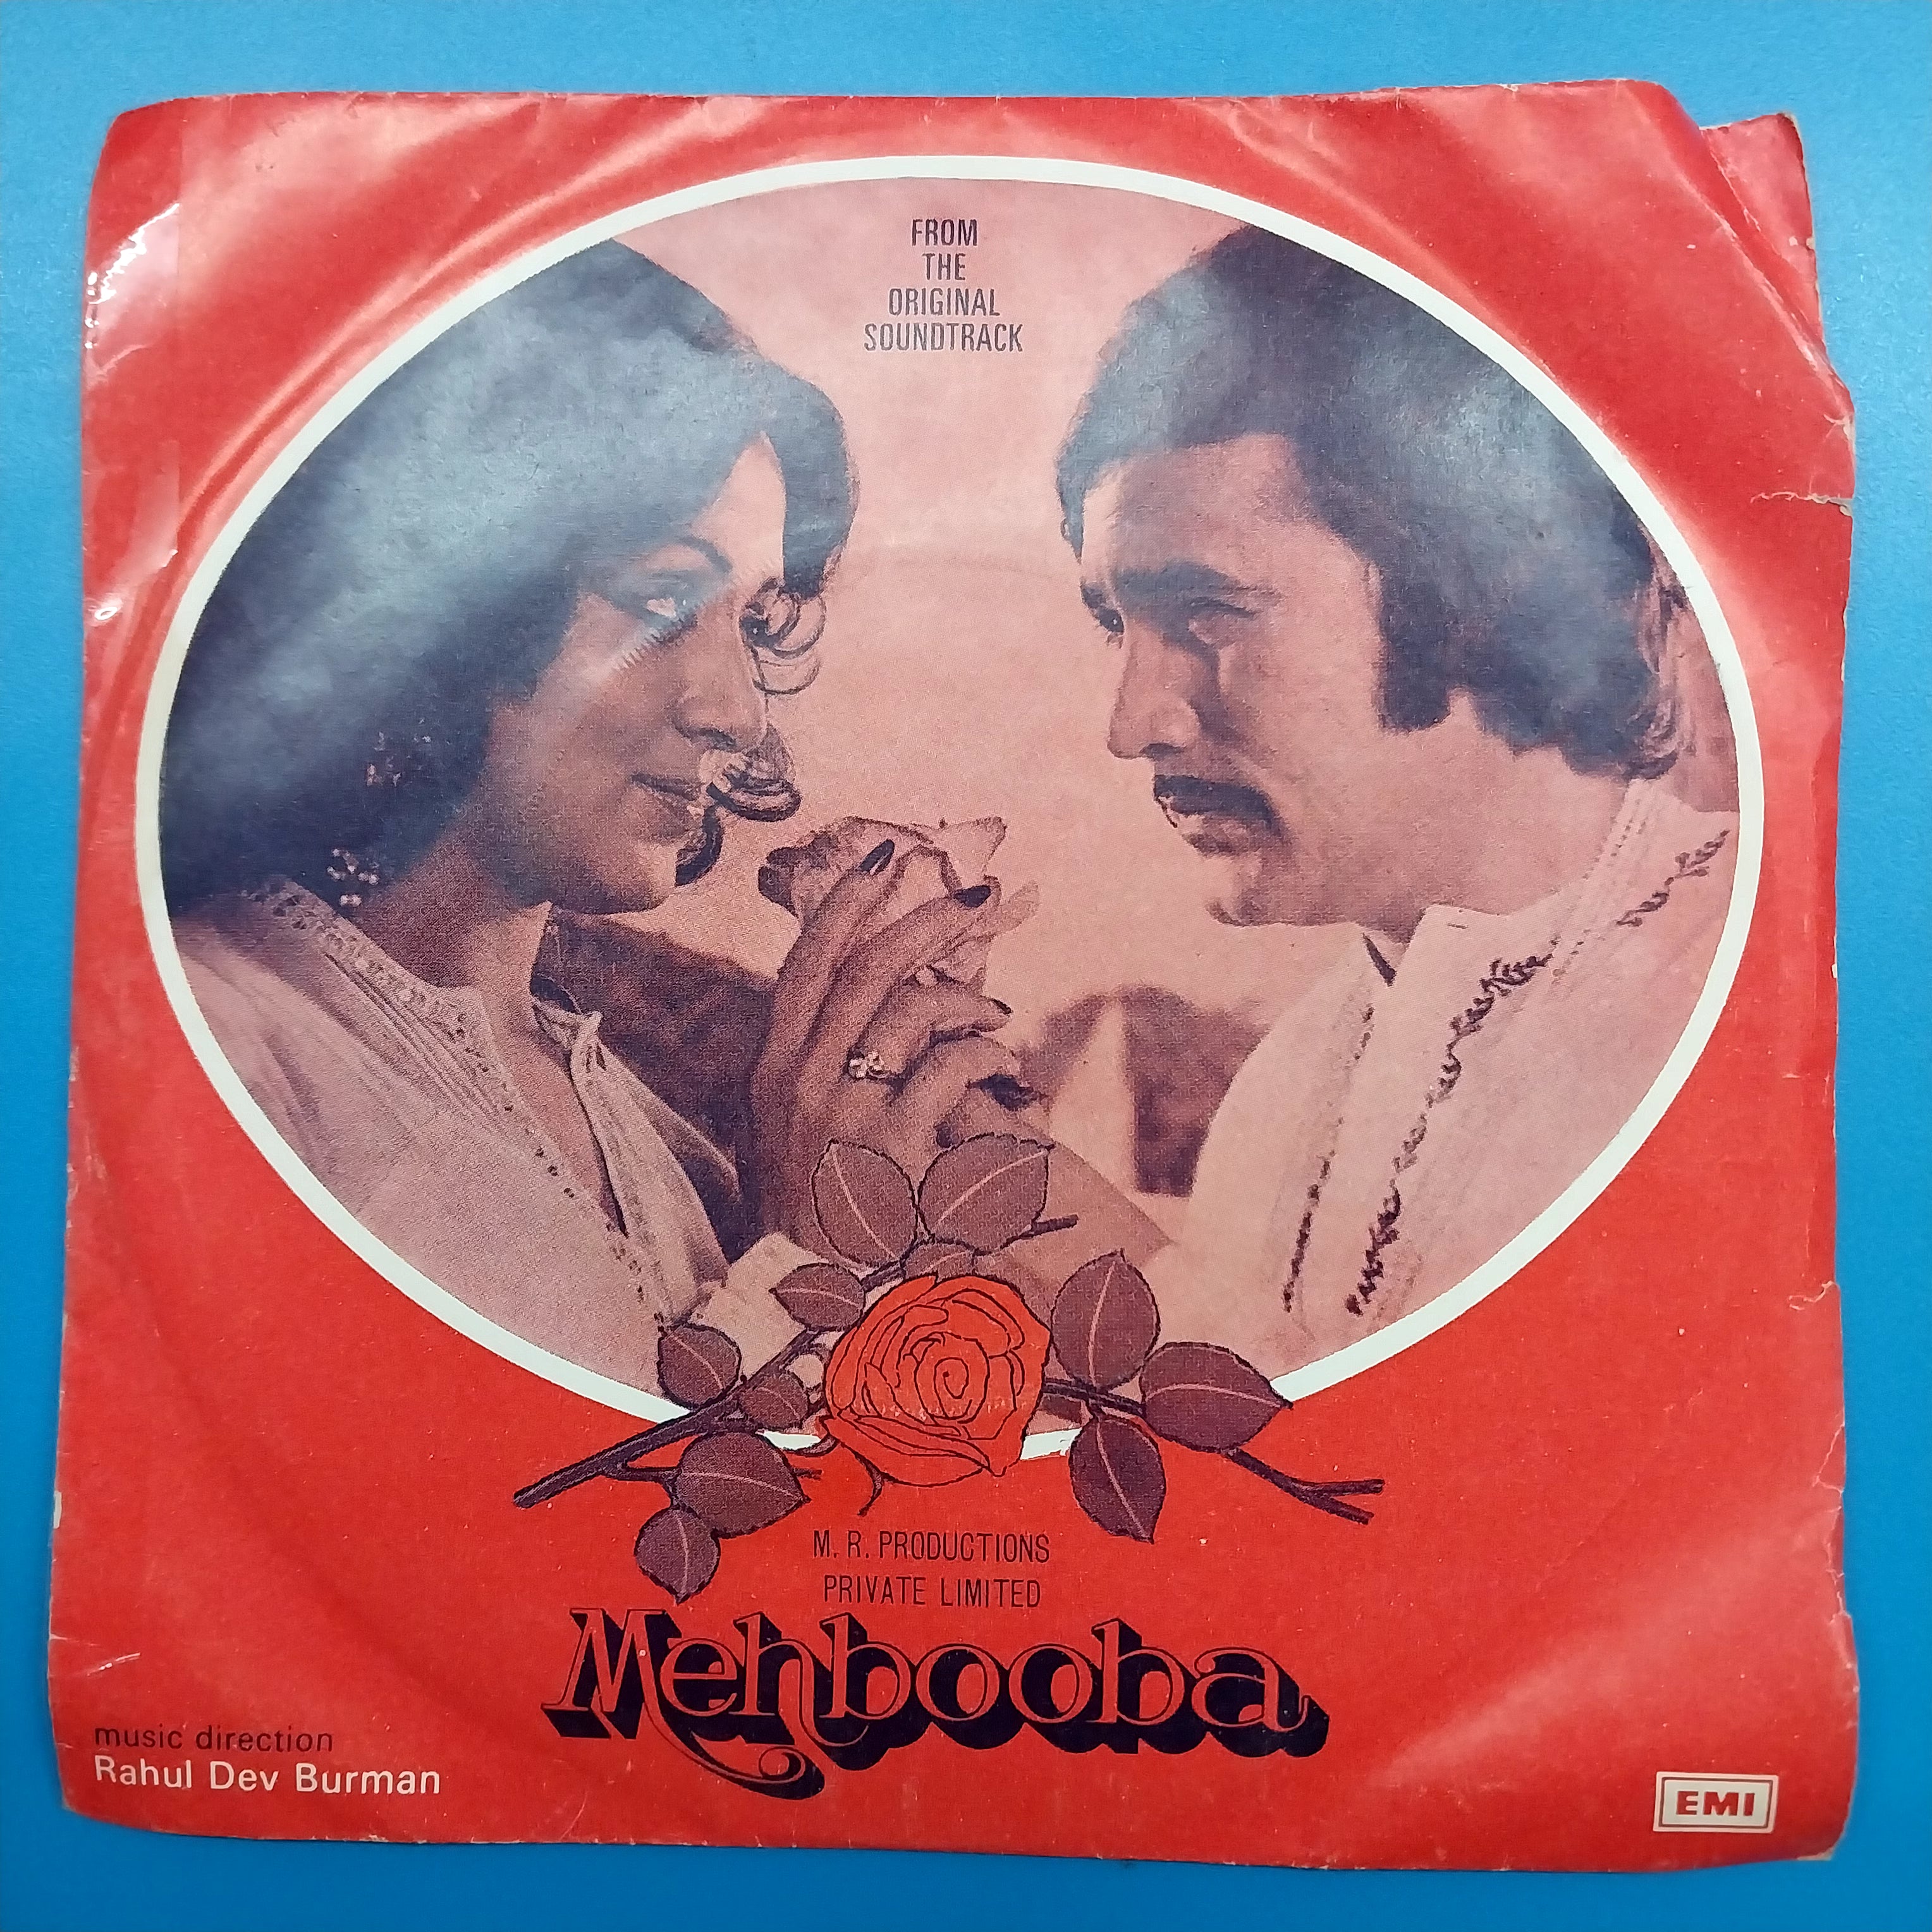 FROM
THE
ORIGINAL
SOUNDTRACK
M. R. PRODUCTIONS
PRIVATE LIMITED
Mehbooba
music direction
Rahul Dev Burman
EMI